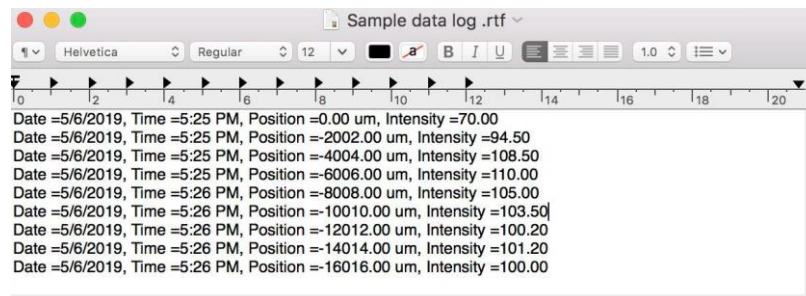 Sample data log .rtf
¶ Helvetica Regular 12 a B I U 1.0
0 2 4 6 8 10 12 14 16 18 20
Date =5/6/2019, Time =5:25 PM, Position =0.00 um, Intensity =70.00
Date =5/6/2019, Time =5:25 PM, Position =-2002.00 um, Intensity =94.50
Date =5/6/2019, Time =5:25 PM, Position =-4004.00 um, Intensity =108.50
Date =5/6/2019, Time =5:25 PM, Position =-6006.00 um, Intensity =110.00
Date =5/6/2019, Time =5:26 PM, Position =-8008.00 um, Intensity =105.00
Date =5/6/2019, Time =5:26 PM, Position =-10010.00 um, Intensity =103.50
Date =5/6/2019, Time =5:26 PM, Position =-12012.00 um, Intensity =100.20
Date =5/6/2019, Time =5:26 PM, Position =-14014.00 um, Intensity =101.20
Date =5/6/2019, Time =5:26 PM, Position =-16016.00 um, Intensity =100.00